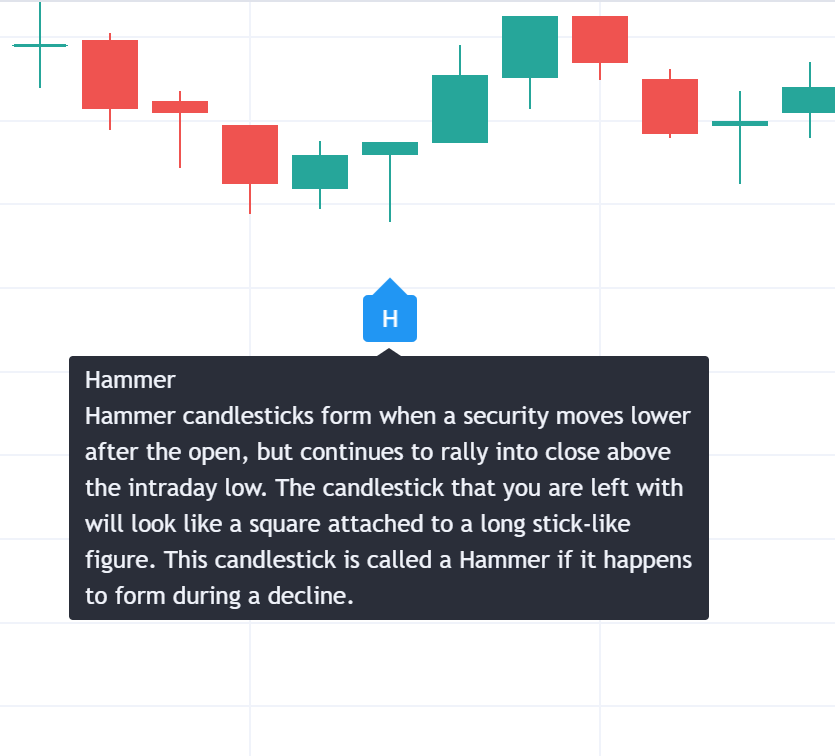 H
Hammer
Hammer candlesticks form when a security moves lower
after the open, but continues to rally into close above
the intraday low. The candlestick that you are left with
will look like a square attached to a long stick-like
figure. This candlestick is called a Hammer if it happens
to form during a decline.